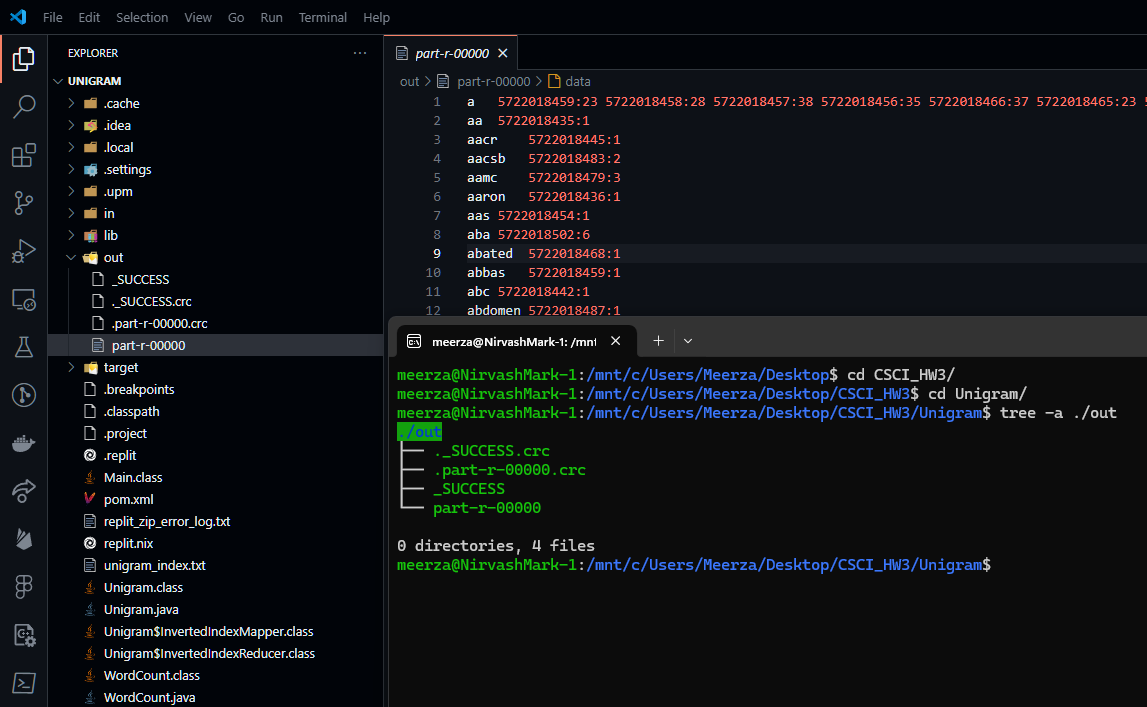 File Edit Selection View Go Run Terminal Help
EXPLORER ···
UNIGRAM
.cache
.idea
.local
.settings
.upm
in
lib
out
_SUCCESS
._SUCCESS.crc
.part-r-00000.crc
part-r-00000
target
.breakpoints
.classpath
.project
.replit
Main.class
pom.xml
replit_zip_error_log.txt
replit.nix
unigram_index.txt
Unigram.class
Unigram.java
Unigram$InvertedIndexMapper.class
Unigram$InvertedIndexReducer.class
WordCount.class
WordCount.java
part-r-00000
out > part-r-00000 > data
1 a 5722018459:23 5722018458:28 5722018457:38 5722018456:35 5722018466:37 5722018465:23
2 aa 5722018435:1
3 aacr 5722018445:1
4 aacsb 5722018483:2
5 aamc 5722018479:3
6 aaron 5722018436:1
7 aas 5722018454:1
8 aba 5722018502:6
9 abated 5722018468:1
10 abbas 5722018459:1
11 abc 5722018442:1
12 abdomen 5722018487:1
meerza@NirvashMark-1: /mnt
meerza@NirvashMark-1:/mnt/c/Users/Meerza/Desktop$ cd CSCI_HW3/
meerza@NirvashMark-1:/mnt/c/Users/Meerza/Desktop/CSCI_HW3$ cd Unigram/
meerza@NirvashMark-1:/mnt/c/Users/Meerza/Desktop/CSCI_HW3/Unigram$ tree -a ./out
./out
├── ._SUCCESS.crc
├── .part-r-00000.crc
├── _SUCCESS
└── part-r-00000
0 directories, 4 files
meerza@NirvashMark-1:/mnt/c/Users/Meerza/Desktop/CSCI_HW3/Unigram$